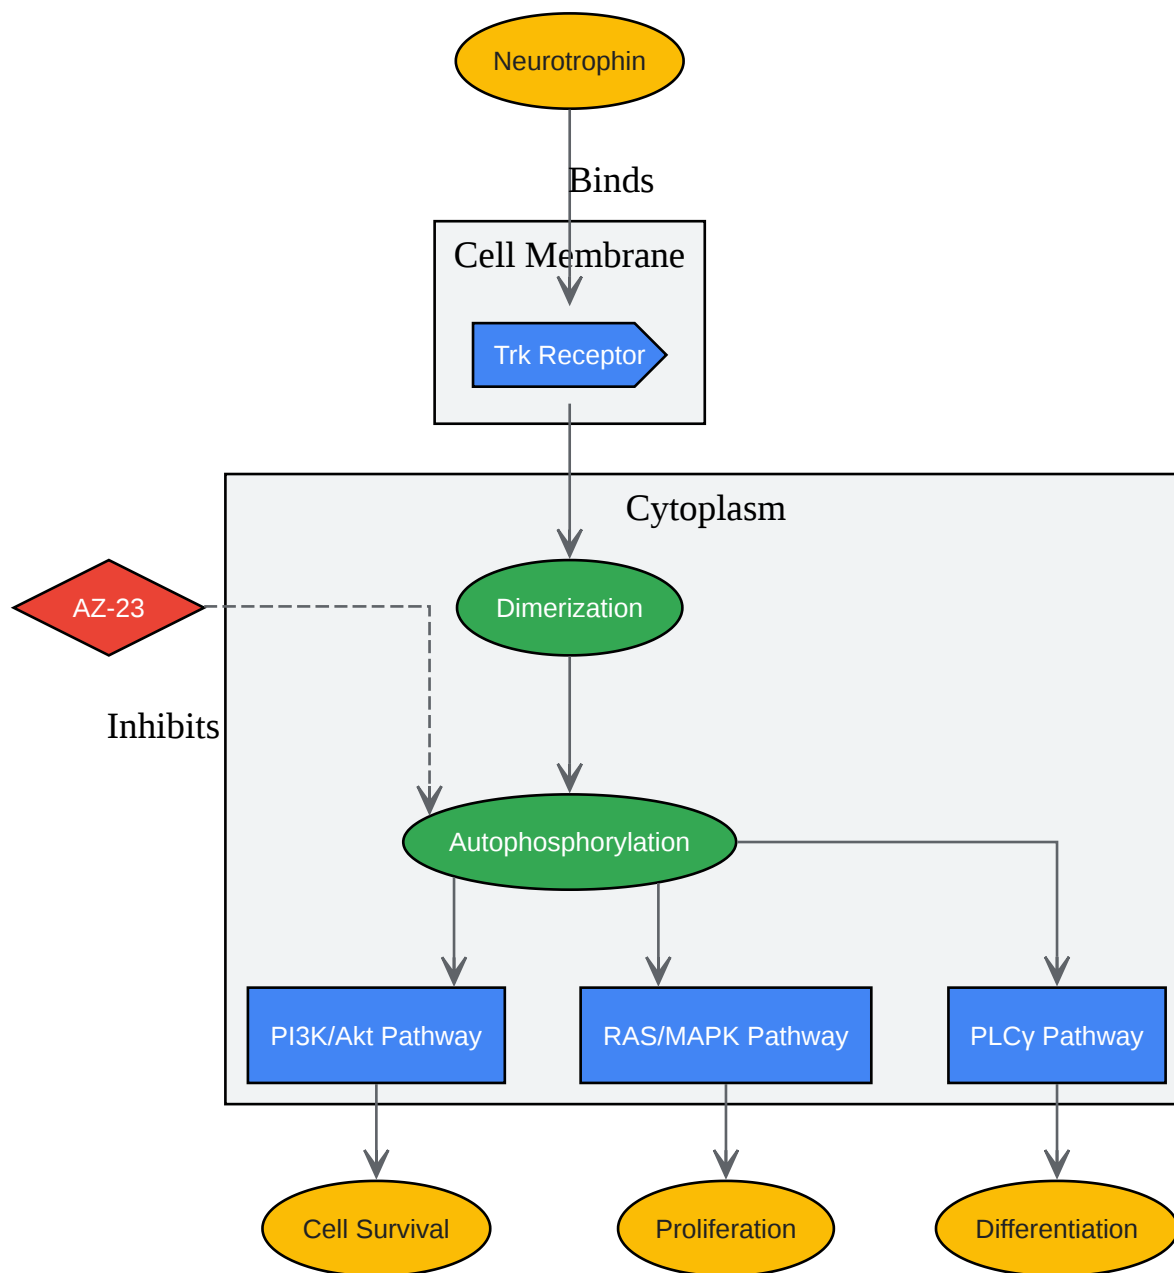 Neurotrophin
Binds
Cell Membrane
Trk Receptor
Cytoplasm
AZ-23
Dimerization
Inhibits
Autophosphorylation
PI3K/Akt Pathway
RAS/MAPK Pathway
PLCγ Pathway
Cell Survival
Proliferation
Differentiation